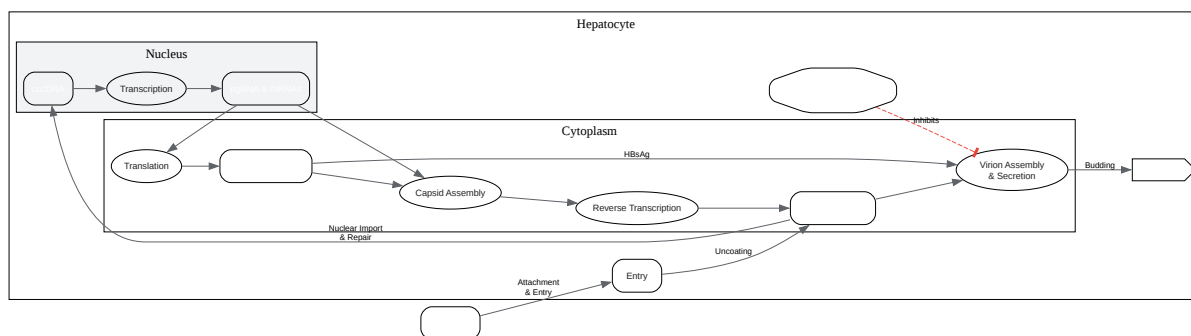 Hepatocyte
Nucleus
Transcription
Cytoplasm
Inhibits
Translation
HBsAg
Capsid Assembly
Reverse Transcription
Virion Assembly
& Secretion
Budding
Nuclear Import
& Repair
Uncoating
Entry
Attachment
& Entry